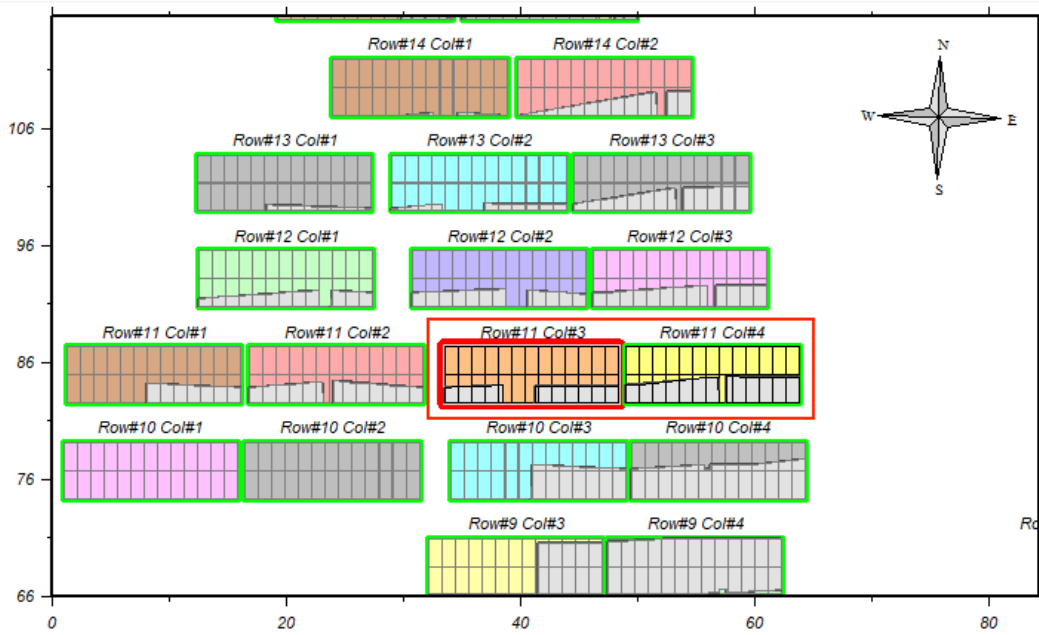 Row#14 Col#1 Row#14 Col#2
N
W E
S
106
Row#13 Col#1 Row#13 Col#2 Row#13 Col#3
96
Row#12 Col#1 Row#12 Col#2 Row#12 Col#3
Row#11 Col#1 Row#11 Col#2 Row#11 Col#3 Row#11 Col#4
86
Row#10 Col#1 Row#10 Col#2 Row#10 Col#3 Row#10 Col#4
76
Row#9 Col#3 Row#9 Col#4
66
0 20 40 60 80